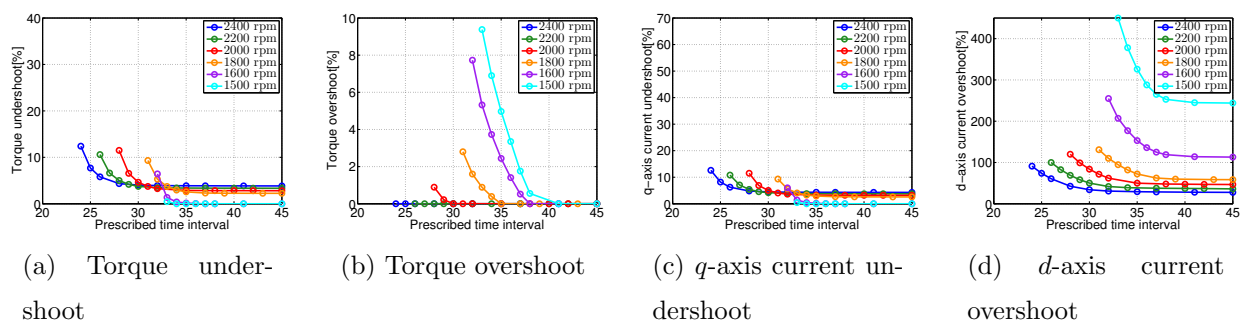 40
30
20
10
0
20 25 30 35 40 45
Torque undershoot[%]
Prescribed time interval
2400 rpm
2200 rpm
2000 rpm
1800 rpm
1600 rpm
1500 rpm
10
8
6
4
2
0
20 25 30 35 40 45
Torque overshoot[%]
Prescribed time interval
2400 rpm
2200 rpm
2000 rpm
1800 rpm
1600 rpm
1500 rpm
70
60
50
40
30
20
10
0
20 25 30 35 40 45
q−axis current undershoot[%]
Prescribed time interval
2400 rpm
2200 rpm
2000 rpm
1800 rpm
1600 rpm
1500 rpm
400
300
200
100
0
20 25 30 35 40 45
d−axis current overshoot[%]
Prescribed time interval
2400 rpm
2200 rpm
2000 rpm
1800 rpm
1600 rpm
1500 rpm
(a) Torque under-
shoot
(b) Torque overshoot
(c) q-axis current un-
dershoot
(d) d-axis current
overshoot